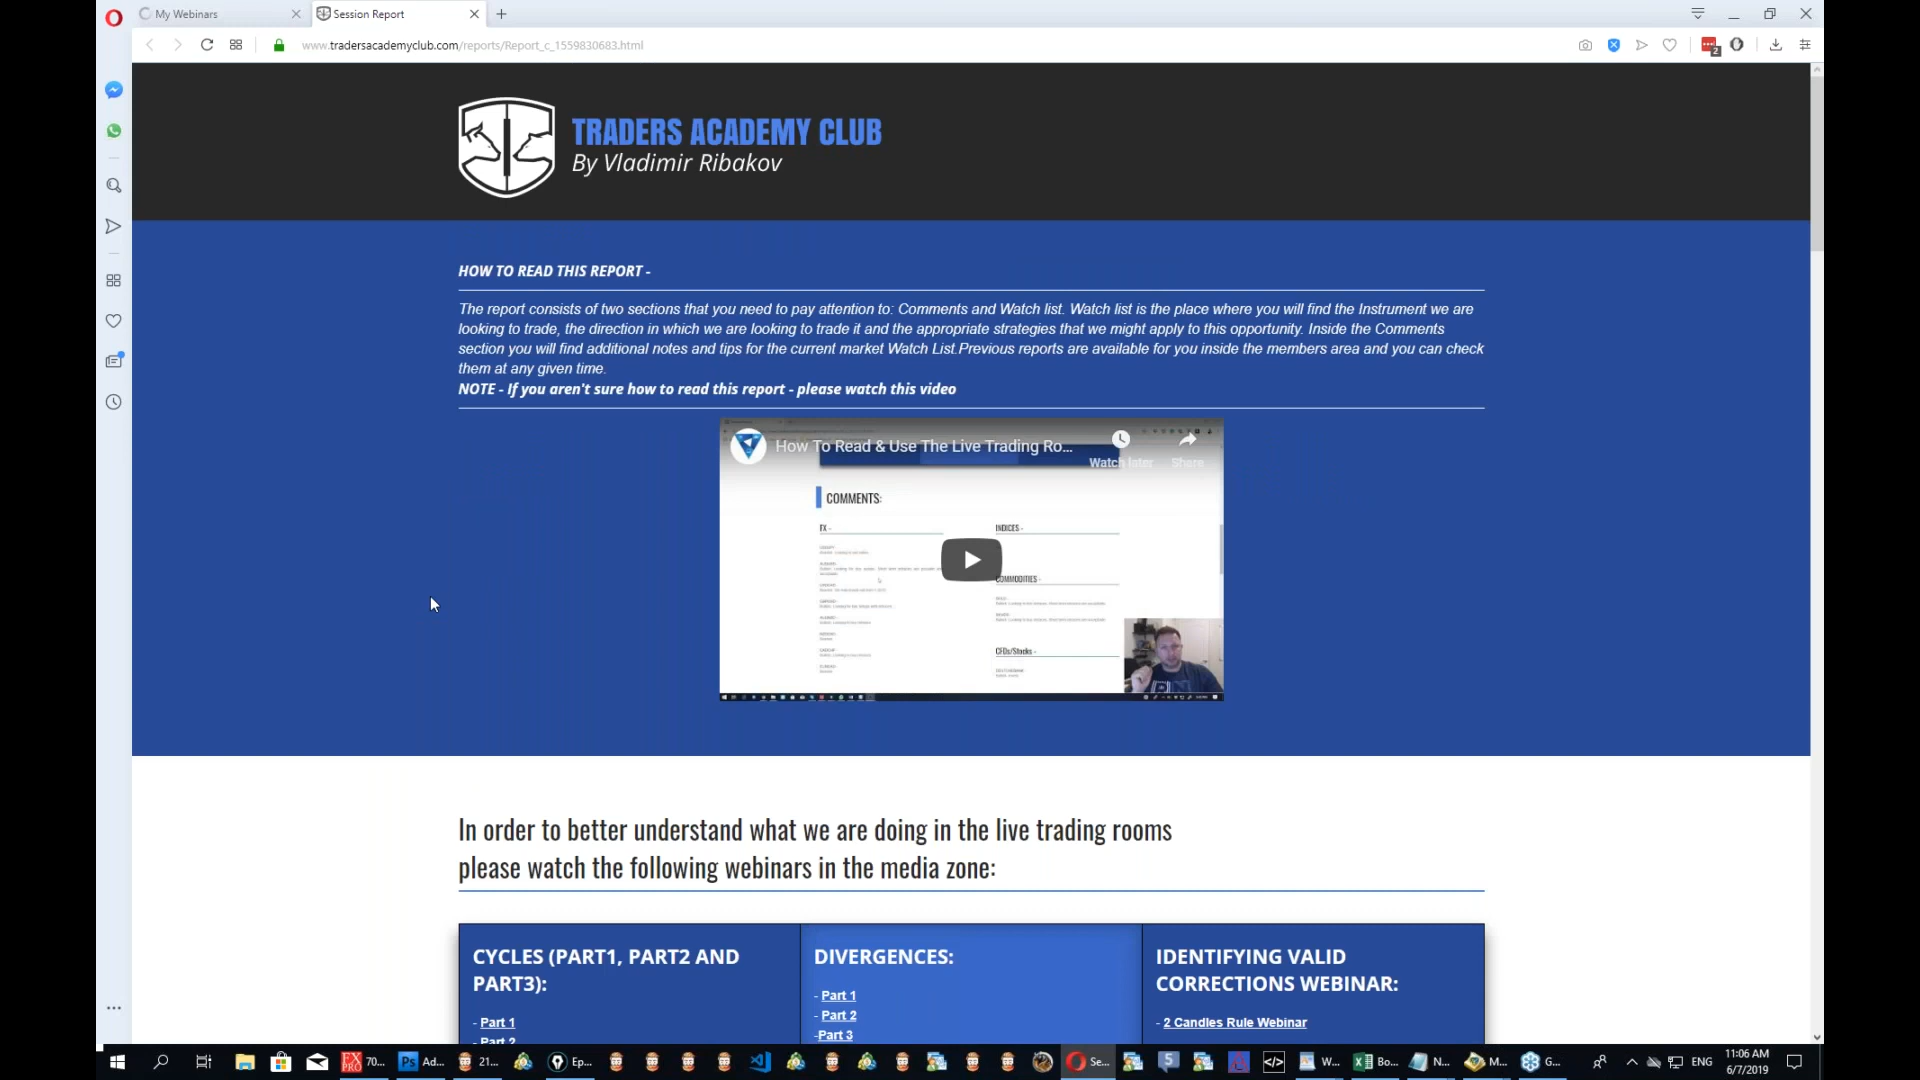 My Webinars
Session Report
www.tradersacademyclub.com/reports/Report_c_1559830683.html
2
TRADERS ACADEMY CLUB
By Vladimir Ribakov
HOW TO READ THIS REPORT -
The report consists of two sections that you need to pay attention to: Comments and Watch list. Watch list is the place where you will find the Instrument we are
looking to trade, the direction in which we are looking to trade it and the appropriate strategies that we might apply to this opportunity. Inside the Comments
section you will find additional notes and tips for the current market Watch List.Previous reports are available for you inside the members area and you can check
them at any given time.
NOTE - If you aren't sure how to read this report - please watch this video
How To Read & Use The Live Trading Ro...
Watch later
Share
COMMENTS:
FX -
INDICES -
COMMODITIES -
CFDs/Stocks -
In order to better understand what we are doing in the live trading rooms
please watch the following webinars in the media zone:
CYCLES (PART1, PART2 AND
PART3):
- Part 1
- Part 2
DIVERGENCES:
- Part 1
- Part 2
-Part 3
IDENTIFYING VALID
CORRECTIONS WEBINAR:
- 2 Candles Rule Webinar
70...
Ad...
21...
Ep...
Se...
5
W...
Bo...
N...
M...
G...
ENG
11:06 AM
6/7/2019